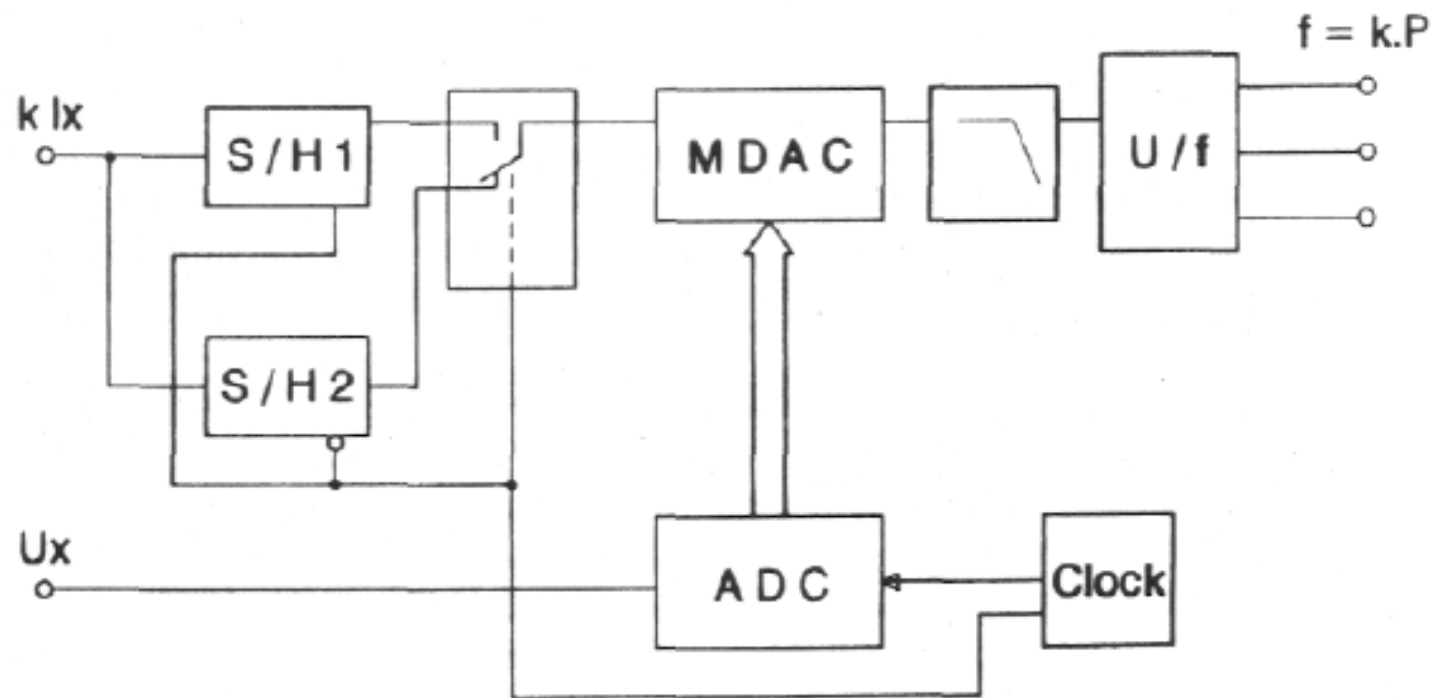 f = k.P
k Ix
S/H1
MDAC
U/f
S/H2
Ux
ADC
Clock